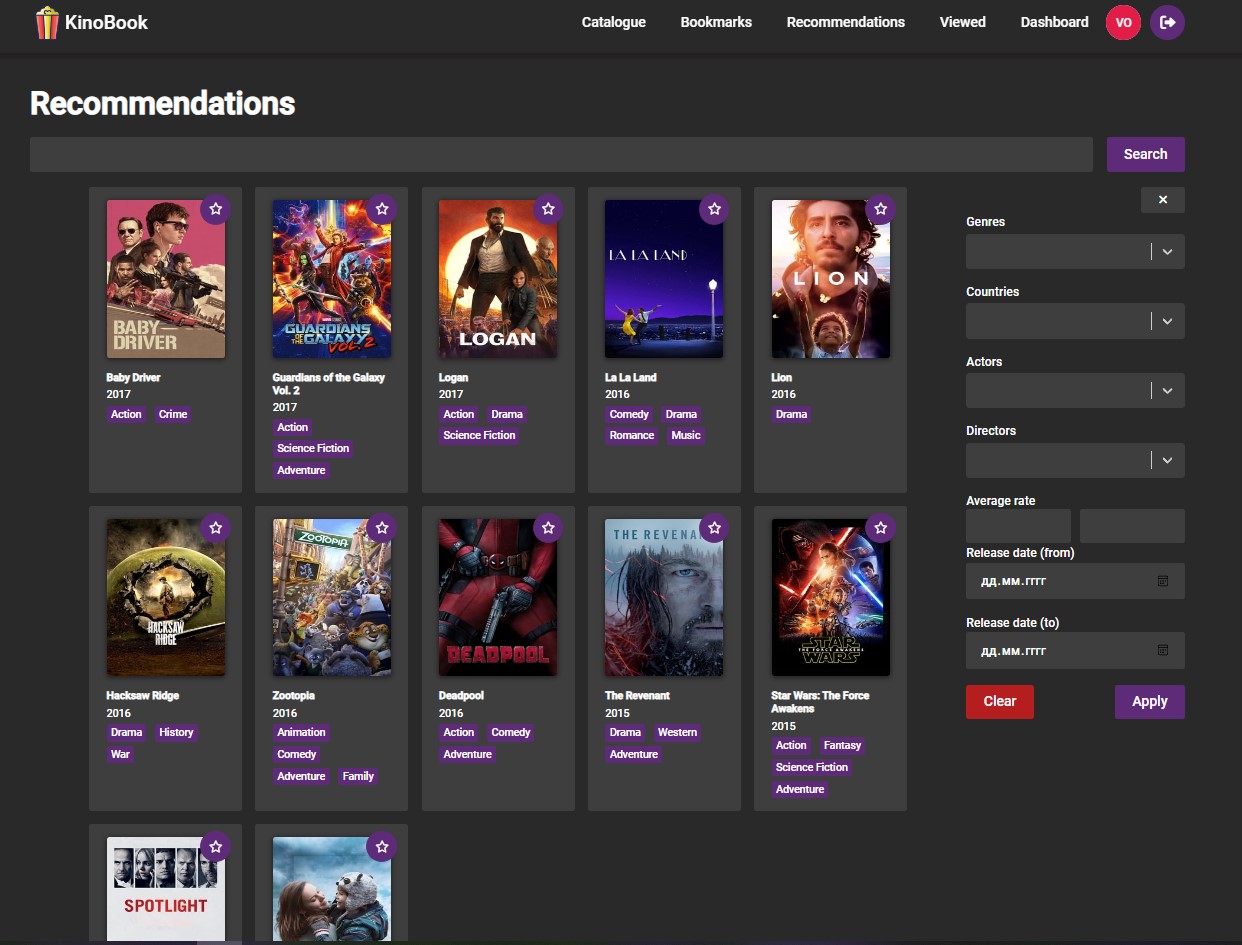 KinoBook
Catalogue Bookmarks Recommendations Viewed Dashboard VO
Recommendations
Search
BABY
DRIVER
GUARDIANS
OF THE GALAXY
VOL. 2
LOGAN
LA LA LAND
LION
Baby Driver
2017
Action Crime
Guardians of the Galaxy
Vol. 2
2017
Action
Science Fiction
Adventure
Logan
2017
Action Drama
Science Fiction
La La Land
2016
Comedy Drama
Romance Music
Lion
2016
Drama
×
Genres
Countries
Actors
Directors
Average rate
Release date (from)
дд.мм.гггг
Release date (to)
дд.мм.гггг
Clear Apply
HACKSAW
RIDGE
ZOOTOPIA
DEADPOOL
THE REVENA
STAR
THE FORCE AWAKENS
WARS
Hacksaw Ridge
2016
Drama History
War
Zootopia
2016
Animation
Comedy
Adventure Family
Deadpool
2016
Action Comedy
Adventure
The Revenant
2015
Drama Western
Adventure
Star Wars: The Force
Awakens
2015
Action Fantasy
Science Fiction
Adventure
SPOTLIGHT